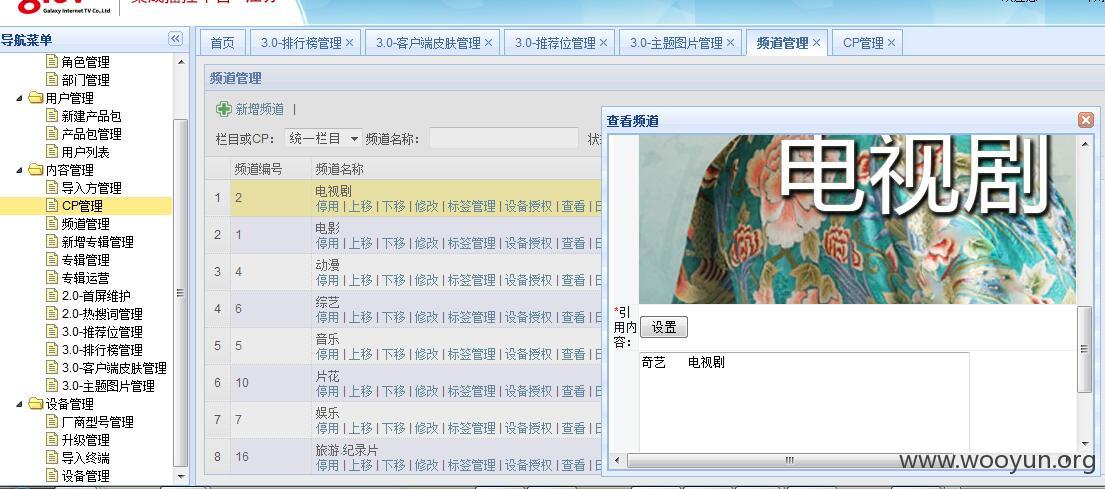 Galaxy Internet TV Co.,Ltd
导航菜单
角色管理
部门管理
用户管理
新建产品包
产品包管理
用户列表
内容管理
导入方管理
CP管理
频道管理
新增专辑管理
专辑管理
专辑运营
2.0-首屏维护
2.0-热搜词管理
3.0-推荐位管理
3.0-排行榜管理
3.0-客户端皮肤管理
3.0-主题图片管理
设备管理
厂商型号管理
升级管理
导入终端
设备管理
首页 3.0-排行榜管理 3.0-客户端皮肤管理 3.0-推荐位管理 3.0-主题图片管理 频道管理 CP管理
频道管理
新增频道 |
栏目或CP： 统一栏目 频道名称：
频道编号 频道名称
1 2 电视剧
停用 | 上移 | 下移 | 修改 | 标签管理 | 设备授权 | 查看 |
2 1 电影
停用 | 上移 | 下移 | 修改 | 标签管理 | 设备授权 | 查看 |
3 4 动漫
停用 | 上移 | 下移 | 修改 | 标签管理 | 设备授权 | 查看 |
4 6 综艺
停用 | 上移 | 下移 | 修改 | 标签管理 | 设备授权 | 查看 |
5 5 音乐
停用 | 上移 | 下移 | 修改 | 标签管理 | 设备授权 | 查看 |
6 10 片花
停用 | 上移 | 下移 | 修改 | 标签管理 | 设备授权 | 查看 |
7 7 娱乐
停用 | 上移 | 下移 | 修改 | 标签管理 | 设备授权 | 查看 |
8 16 旅游 纪录片
停用 | 上移 | 下移 | 修改 | 标签管理 | 设备授权 | 查看 |
查看频道
电视剧
*引
用内
容：
设置
奇艺 电视剧
www.wooyun.org